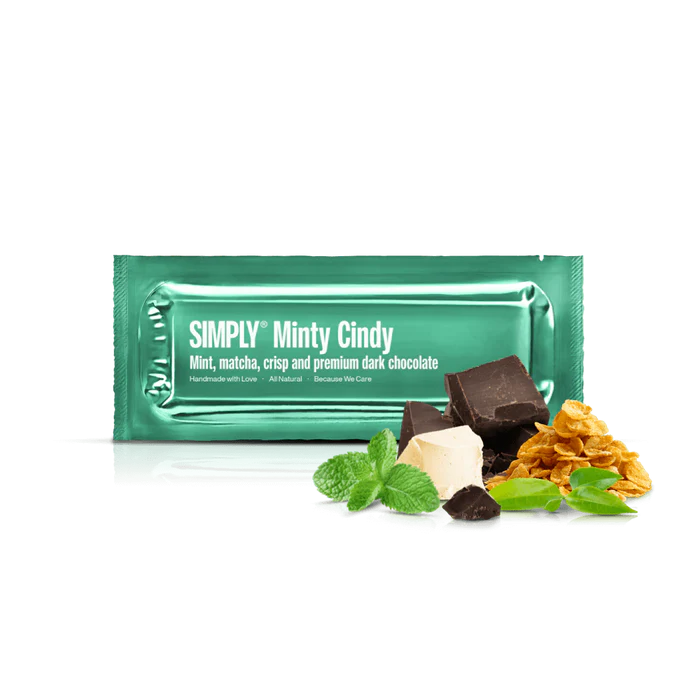 SIMPLY® Minty Cindy
Mint, matcha, crisp and premium dark chocolate
Handmade with Love · All Natural · Because We Care